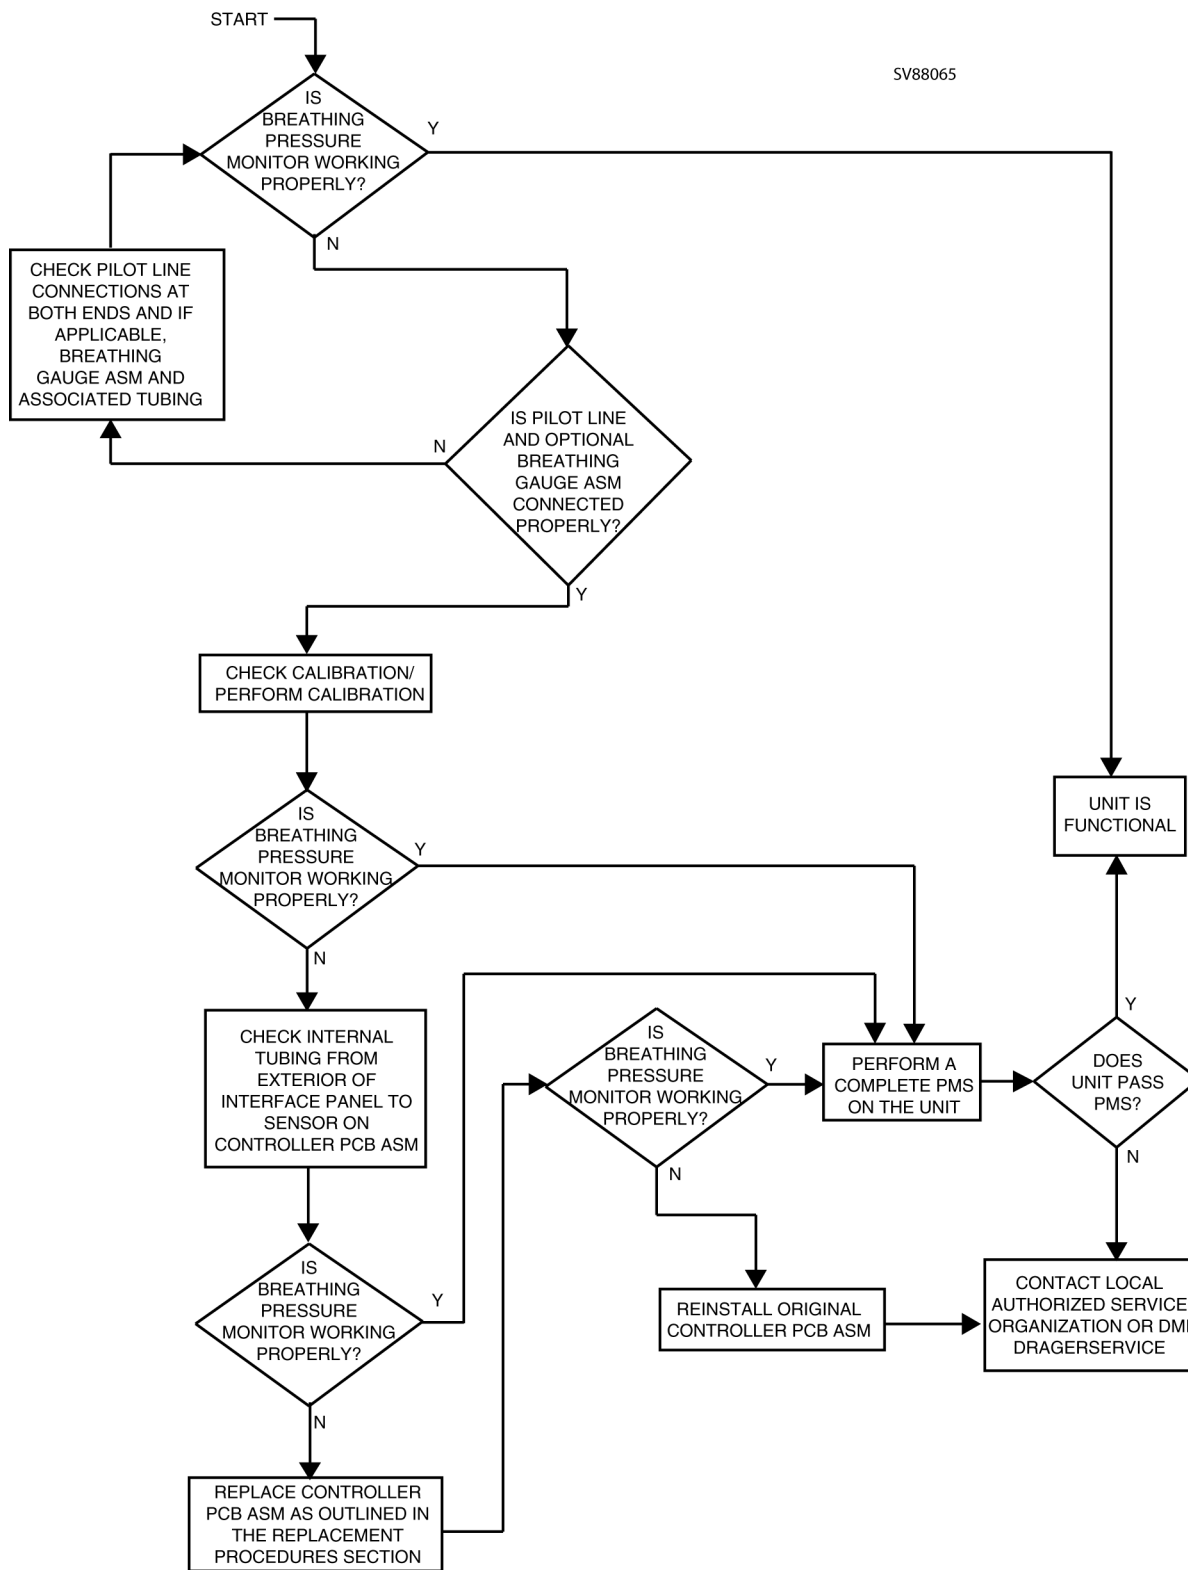 START
SV88065
IS
BREATHING
PRESSURE
MONITOR WORKING
PROPERLY?
Y
N
CHECK PILOT LINE
CONNECTIONS AT
BOTH ENDS AND IF
APPLICABLE,
BREATHING
GAUGE ASM AND
ASSOCIATED TUBING
IS PILOT LINE
AND OPTIONAL
BREATHING
GAUGE ASM
CONNECTED
PROPERLY?
N
Y
CHECK CALIBRATION/
PERFORM CALIBRATION
IS
BREATHING
PRESSURE
MONITOR WORKING
PROPERLY?
Y
N
UNIT IS
FUNCTIONAL
CHECK INTERNAL
TUBING FROM
EXTERIOR OF
INTERFACE PANEL TO
SENSOR ON
CONTROLLER PCB ASM
IS
BREATHING
PRESSURE
MONITOR WORKING
PROPERLY?
Y
N
PERFORM A
COMPLETE PMS
ON THE UNIT
DOES
UNIT PASS
PMS?
Y
N
IS
BREATHING
PRESSURE
MONITOR WORKING
PROPERLY?
Y
N
REINSTALL ORIGINAL
CONTROLLER PCB ASM
CONTACT LOCAL
AUTHORIZED SERVICE
ORGANIZATION OR
DRAGERSERVICE
REPLACE CONTROLLER
PCB ASM AS OUTLINED IN
THE REPLACEMENT
PROCEDURES SECTION